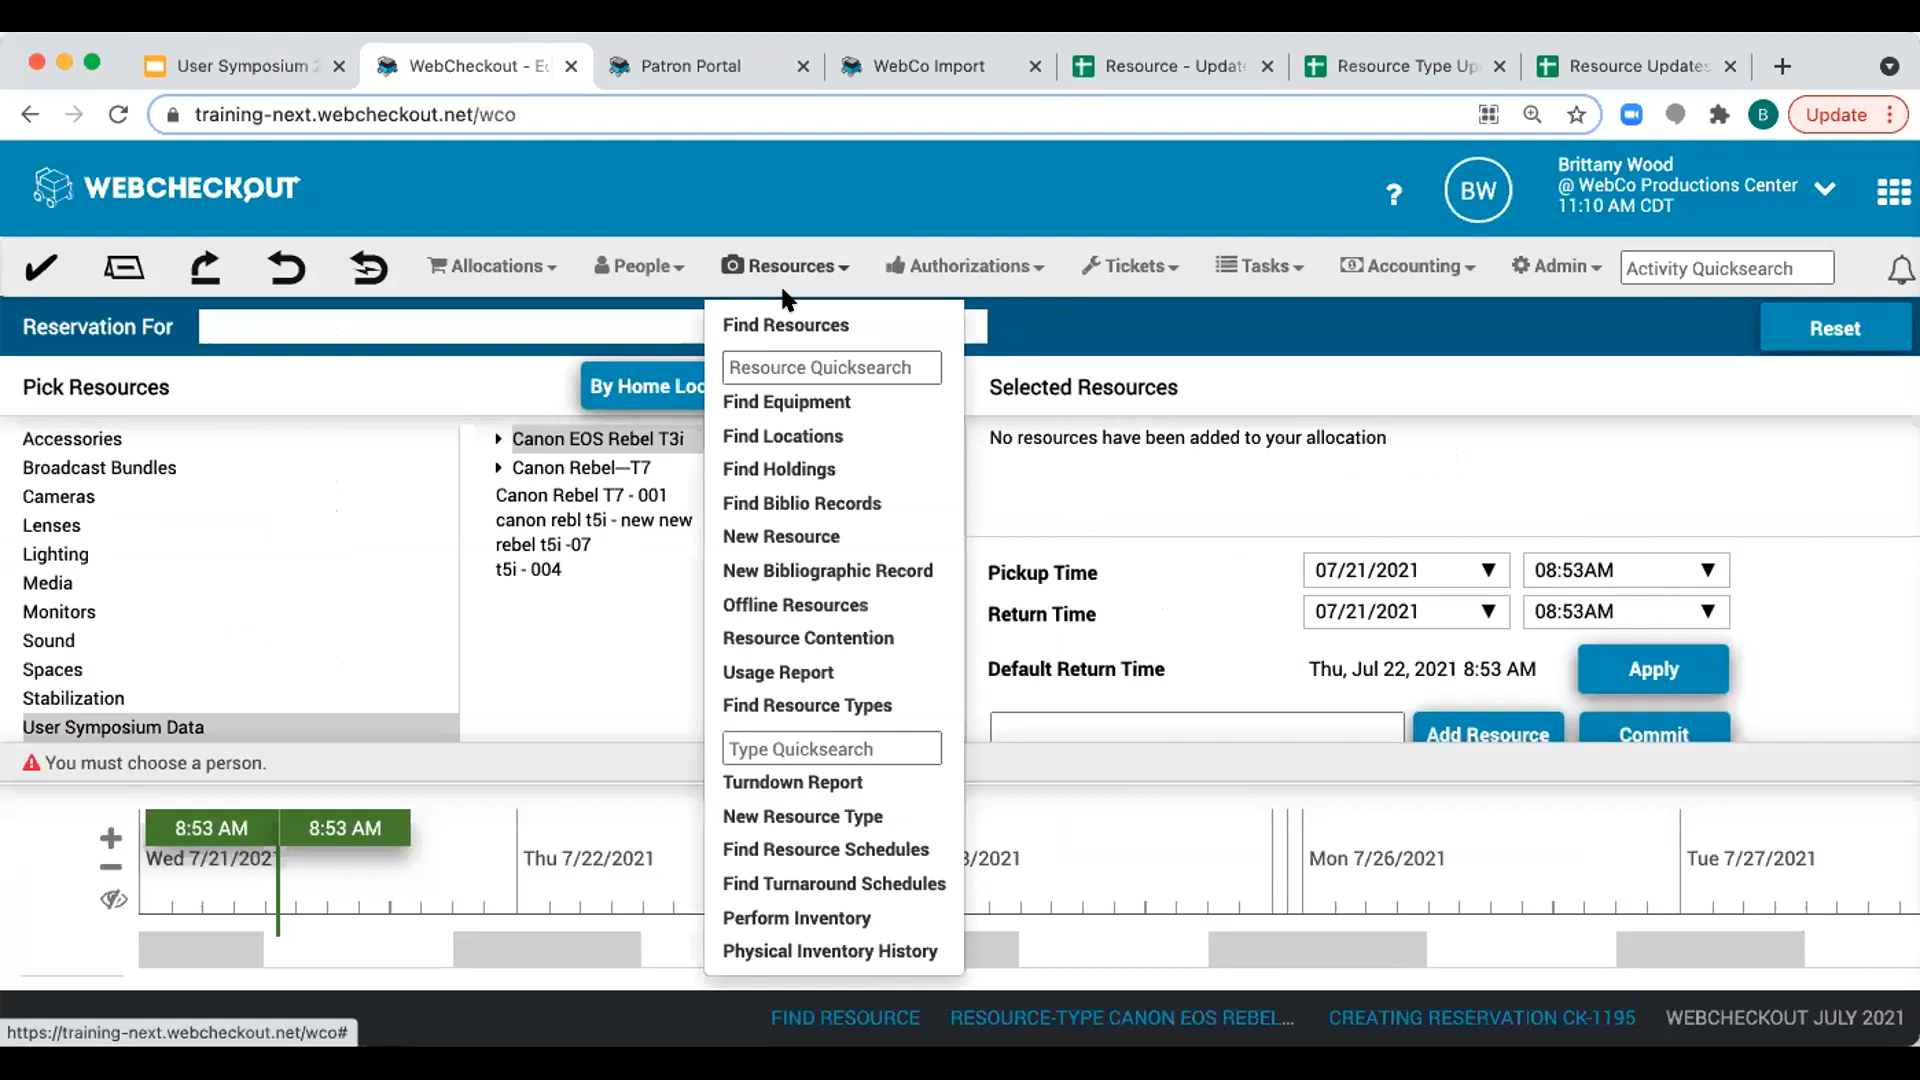 User Symposium 2
WebCheckout - Ec
Patron Portal
WebCo Import
Resource - Updat
Resource Type Up
Resource Updates
training-next.webcheckout.net/wco
B
Update
WEBCHECKOUT
?
BW
Brittany Wood
@ WebCo Productions Center
11:10 AM CDT
Allocations
People
Resources
Authorizations
Tickets
Tasks
Accounting
Admin
Activity Quicksearch
Reservation For
Reset
Pick Resources
By Home Loc
Selected Resources
Accessories
Broadcast Bundles
Cameras
Lenses
Lighting
Media
Monitors
Sound
Spaces
Stabilization
User Symposium Data
Canon EOS Rebel T3i
Canon Rebel—T7
Canon Rebel T7 - 001
canon rebl t5i - new new
rebel t5i -07
t5i - 004
Find Resources
Resource Quicksearch
Find Equipment
Find Locations
Find Holdings
Find Biblio Records
New Resource
New Bibliographic Record
Offline Resources
Resource Contention
Usage Report
Find Resource Types
Type Quicksearch
Turndown Report
New Resource Type
Find Resource Schedules
Find Turnaround Schedules
Perform Inventory
Physical Inventory History
No resources have been added to your allocation
Pickup Time
07/21/2021
08:53AM
Return Time
07/21/2021
08:53AM
Default Return Time
Thu, Jul 22, 2021 8:53 AM
Apply
Add Resource
Commit
You must choose a person.
8:53 AM
8:53 AM
Wed 7/21/2021
Thu 7/22/2021
3/2021
Mon 7/26/2021
Tue 7/27/2021
FIND RESOURCE
RESOURCE-TYPE CANON EOS REBEL...
CREATING RESERVATION CK-1195
WEBCHECKOUT JULY 2021
https://training-next.webcheckout.net/wco#